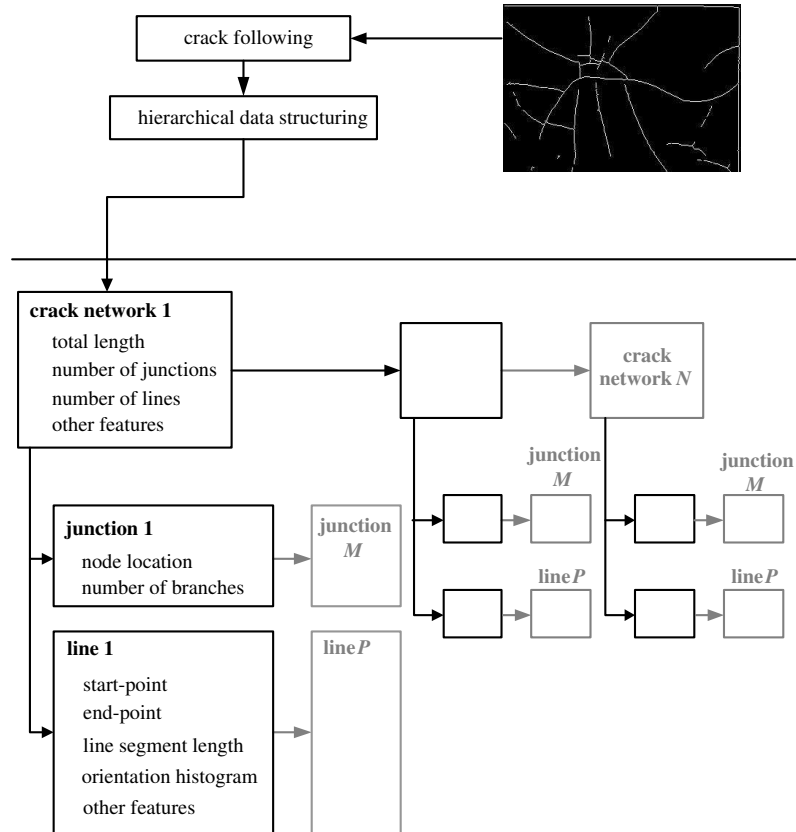 crack following
hierarchical data structuring
crack network 1
total length
number of junctions
number of lines
other features
crack
network N
junction 1
node location
number of branches
junction
M
junction
M
junction
M
line P
line P
line 1
start-point
end-point
line segment length
orientation histogram
other features
line P